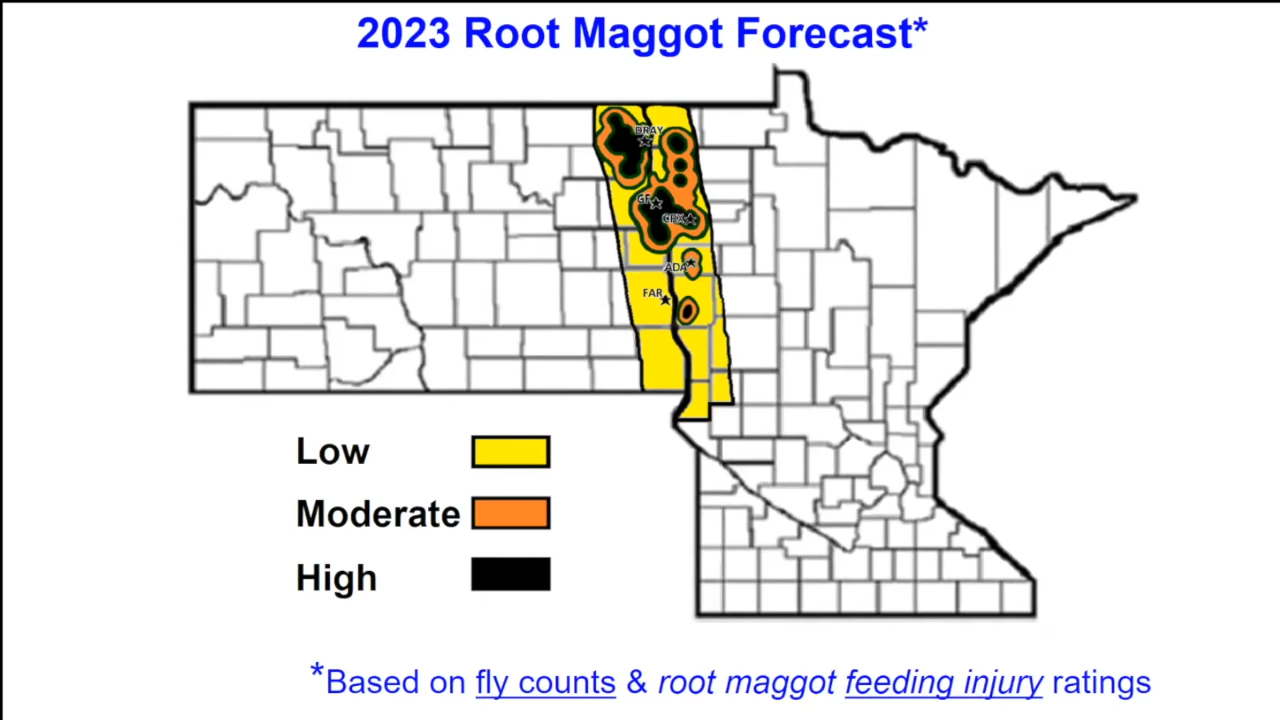 2023 Root Maggot Forecast*
DRAY
GF
CRX
ADA
FAR
Low
Moderate
High
*Based on fly counts & root maggot feeding injury ratings